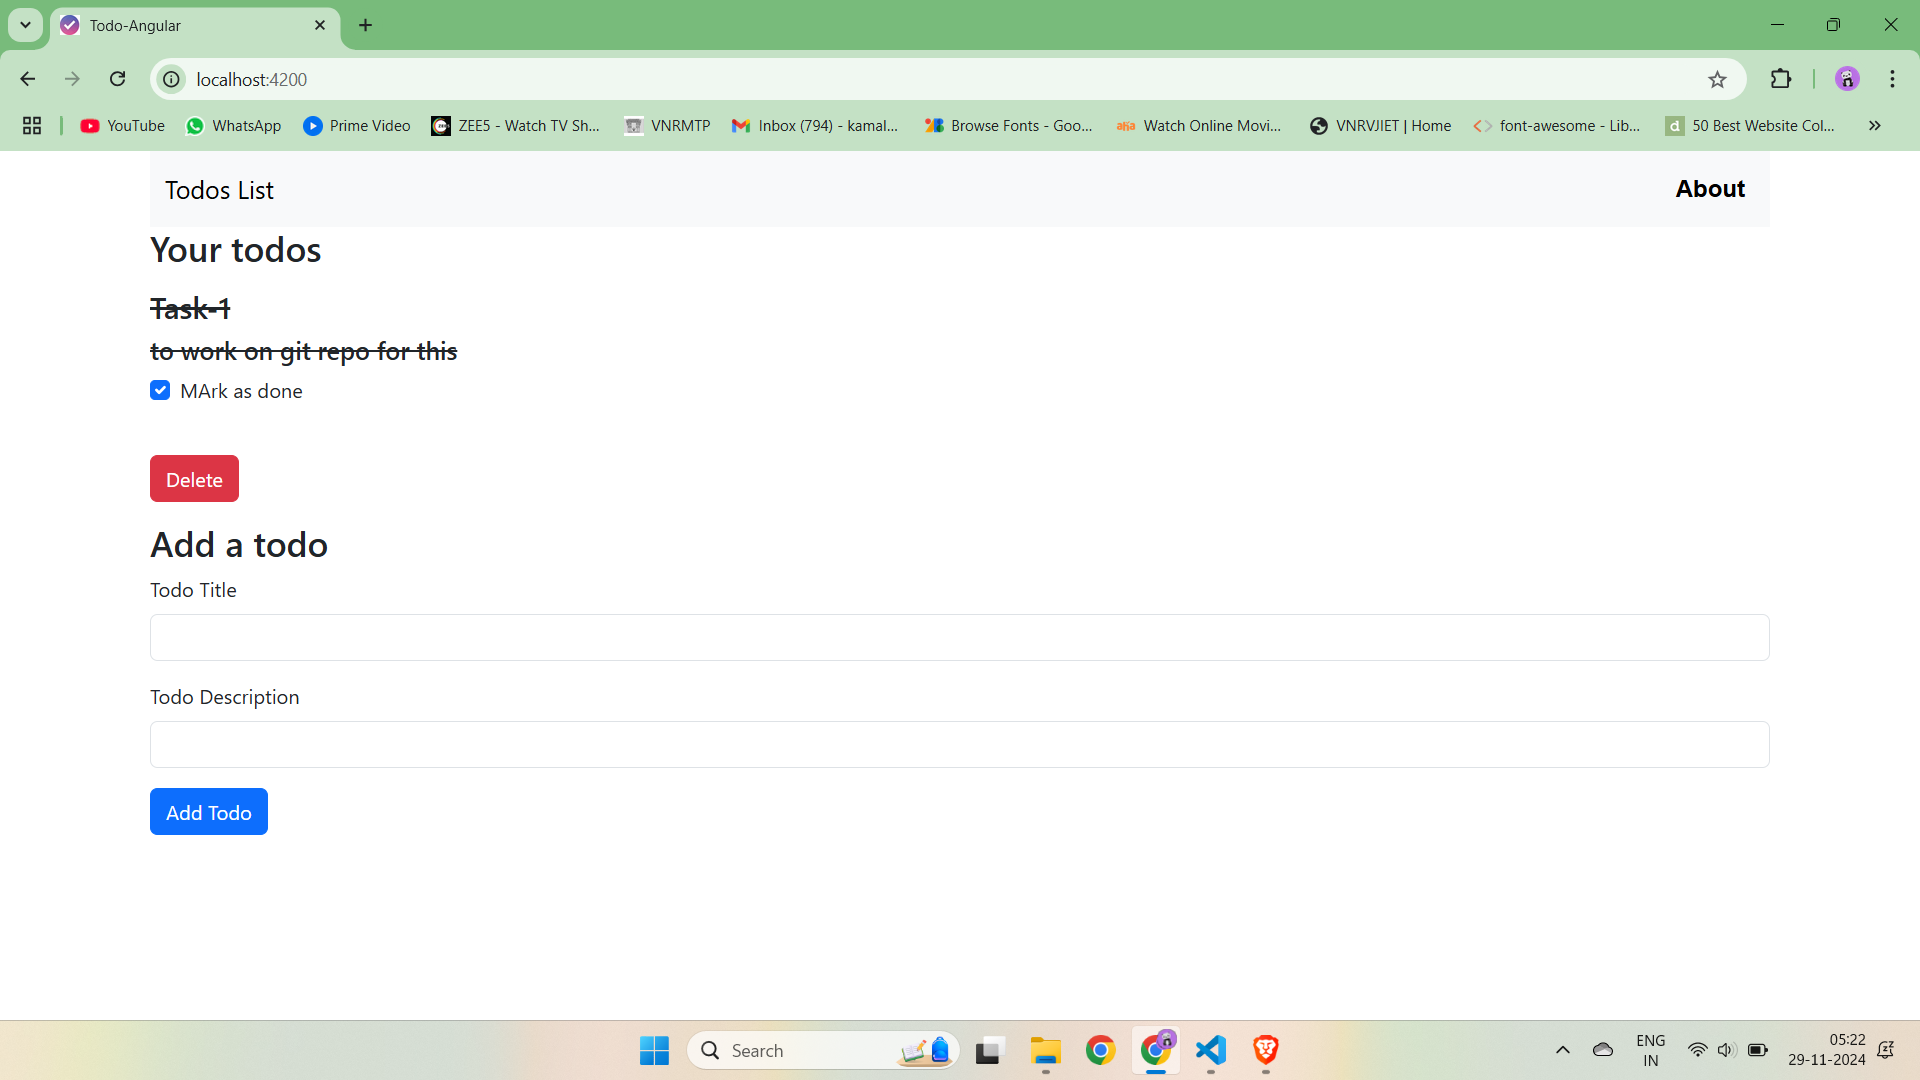 Todo-Angular
localhost:4200
YouTube WhatsApp Prime Video ZEE5 - Watch TV Sh... VNRMTP Inbox (794) - kamal... Browse Fonts - Goo... aha Watch Online Movi... VNRVJIET | Home font-awesome - Lib... d 50 Best Website Col...
Todos List About
Your todos
Task-1
to work on git repo for this
MArk as done
Delete
Add a todo
Todo Title
Todo Description
Add Todo
Search
ENG
IN
05:22
29-11-2024